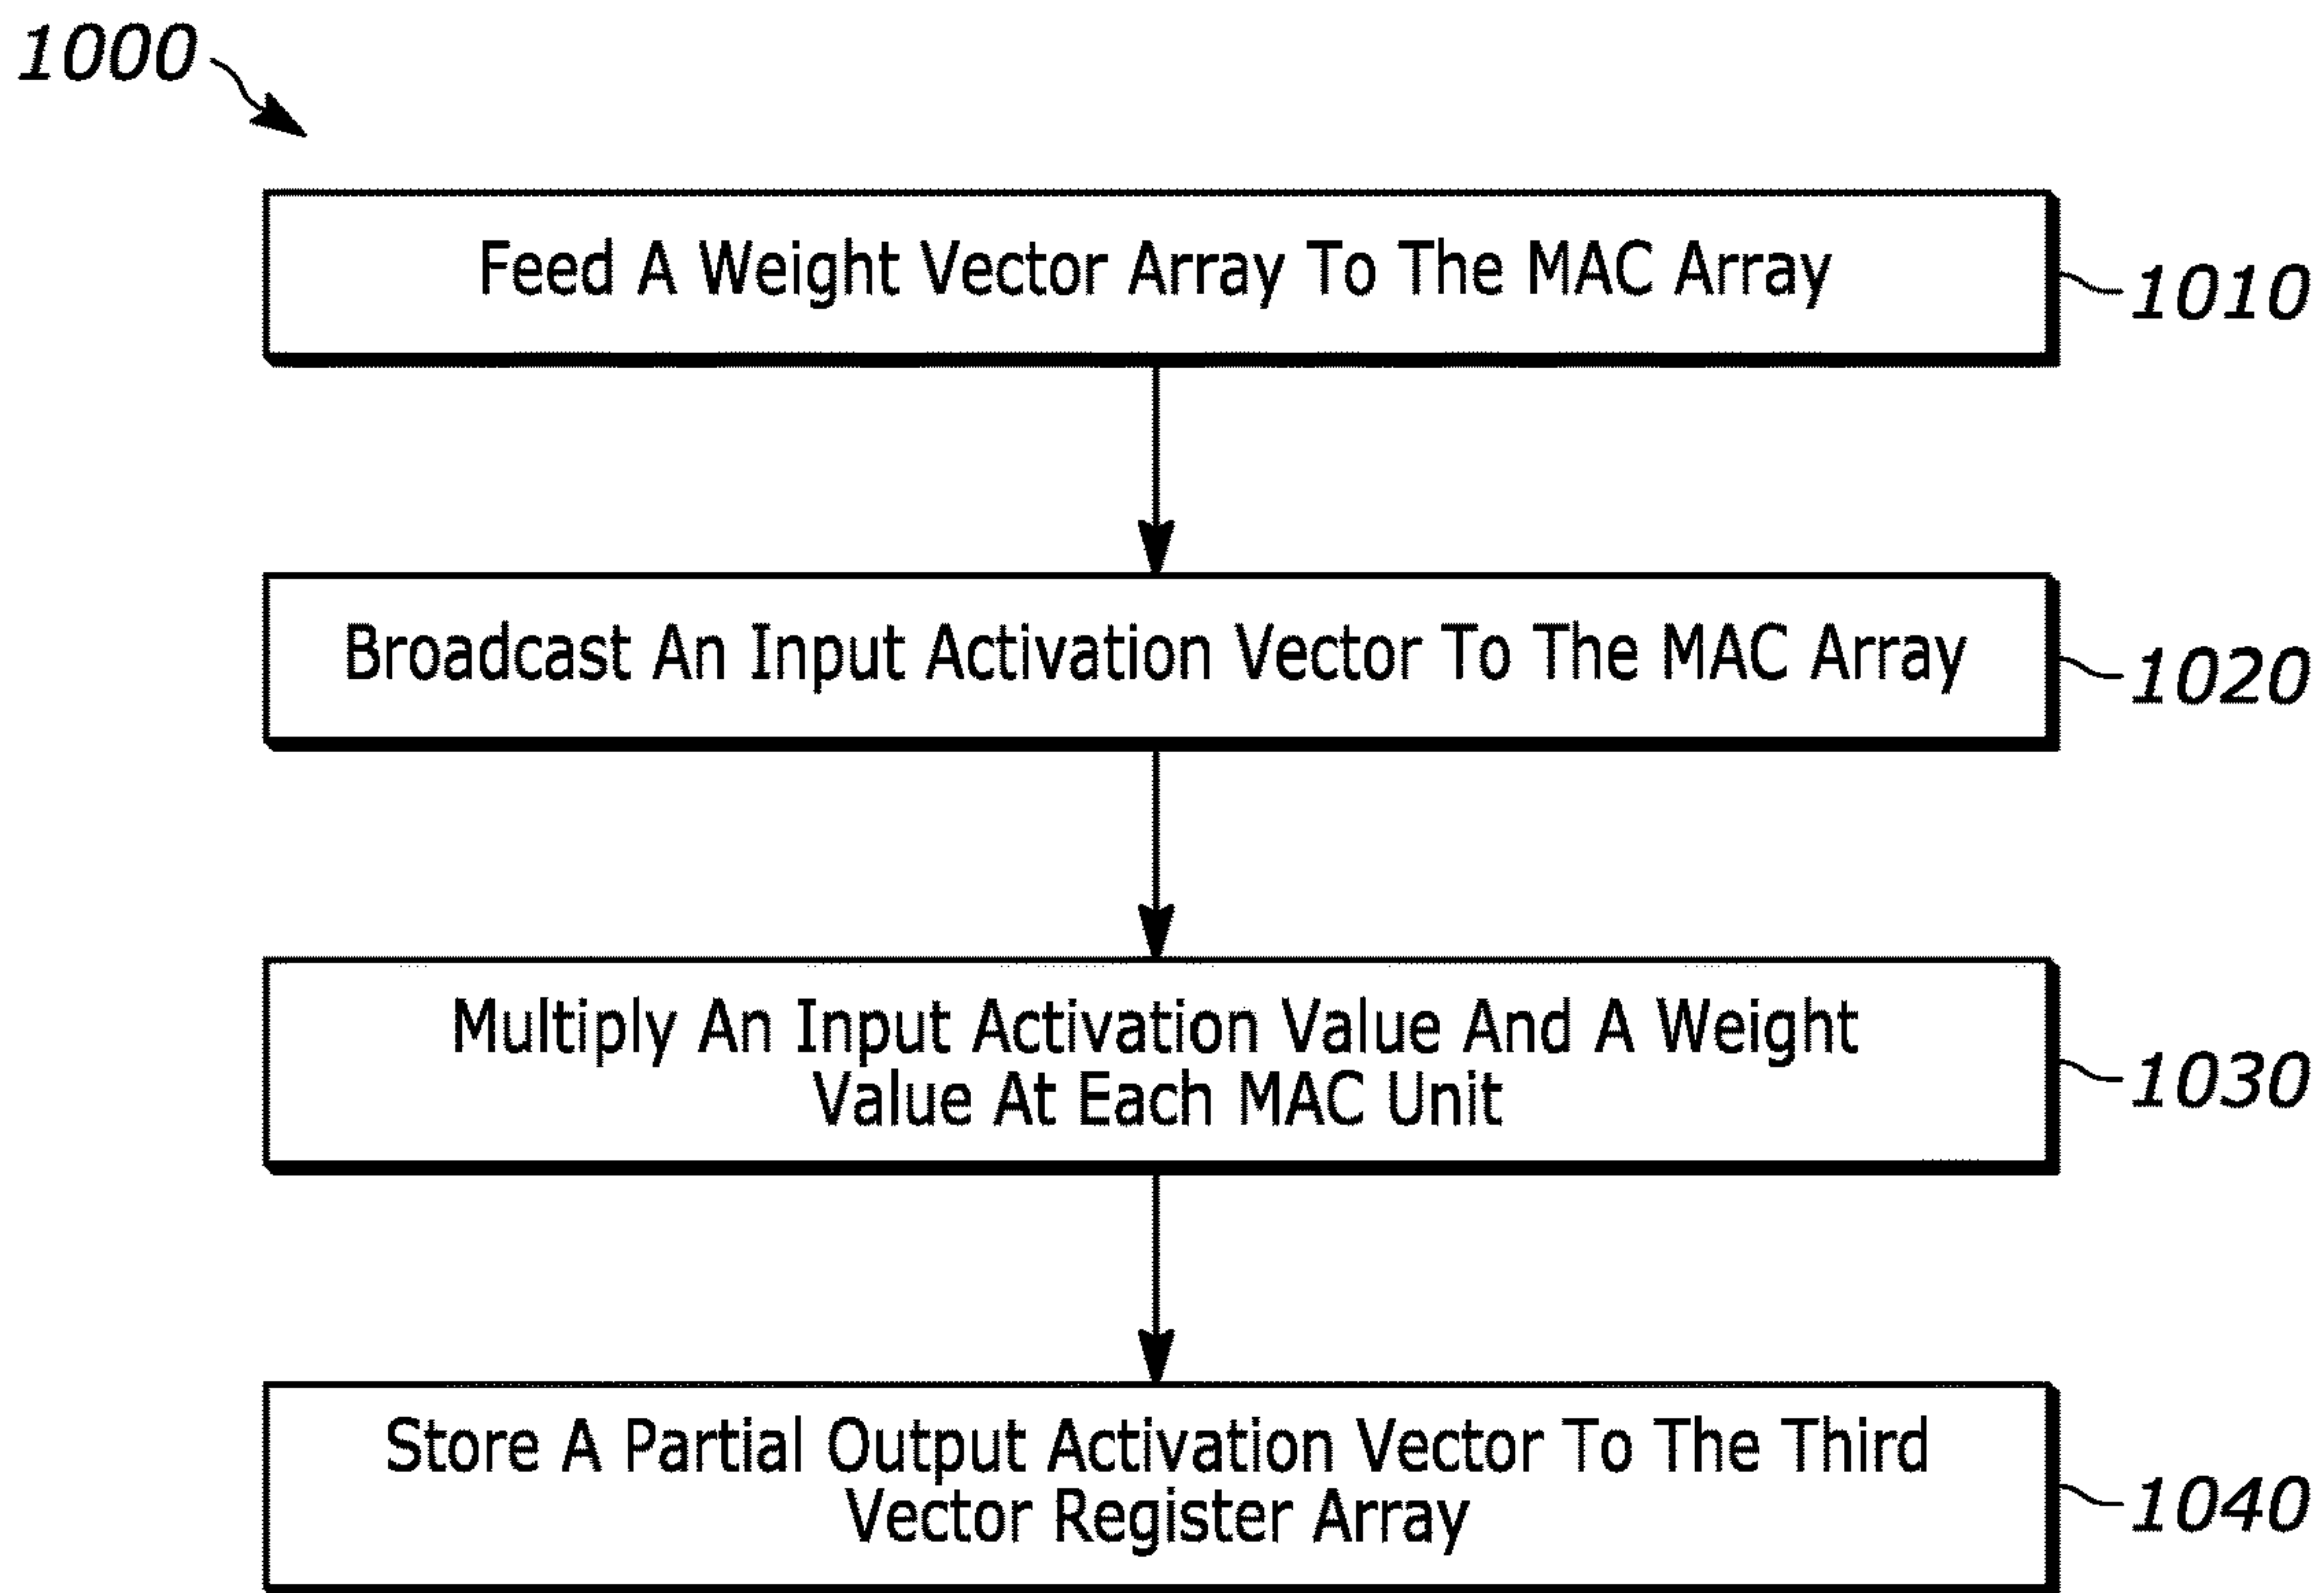 1000
Feed A Weight Vector Array To The MAC Array
1010
Broadcast An Input Activation Vector To The MAC Array
1020
Multiply An Input Activation Value And A Weight
Value At Each MAC Unit
1030
Store A Partial Output Activation Vector To The Third
Vector Register Array
1040